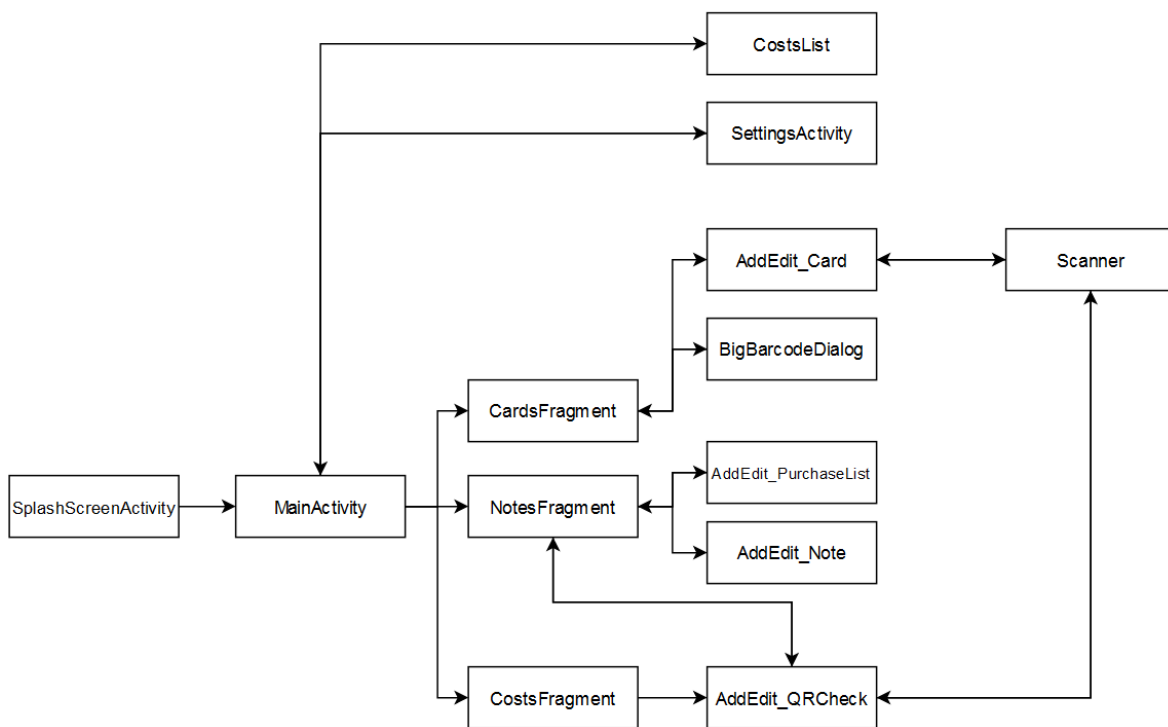 CostsList
SettingsActivity
AddEdit_Card
Scanner
BigBarcodeDialog
CardsFragment
AddEdit_PurchaseList
SplashScreenActivity
MainActivity
NotesFragment
AddEdit_Note
CostsFragment
AddEdit_QRCheck